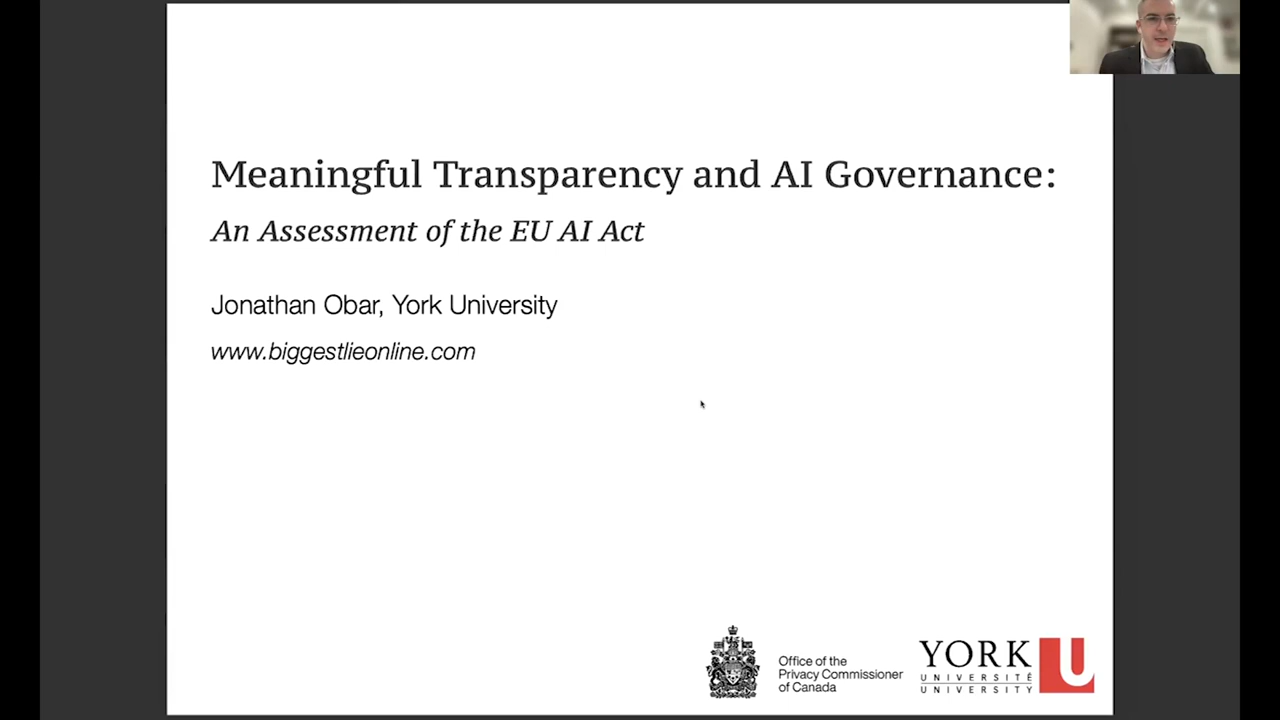 Meaningful Transparency and AI Governance:
An Assessment of the EU AI Act
Jonathan Obar, York University
www.biggestlieonline.com
Office of the
Privacy Commissioner
of Canada
YORK U
UNIVERSITÉ
UNIVERSITY